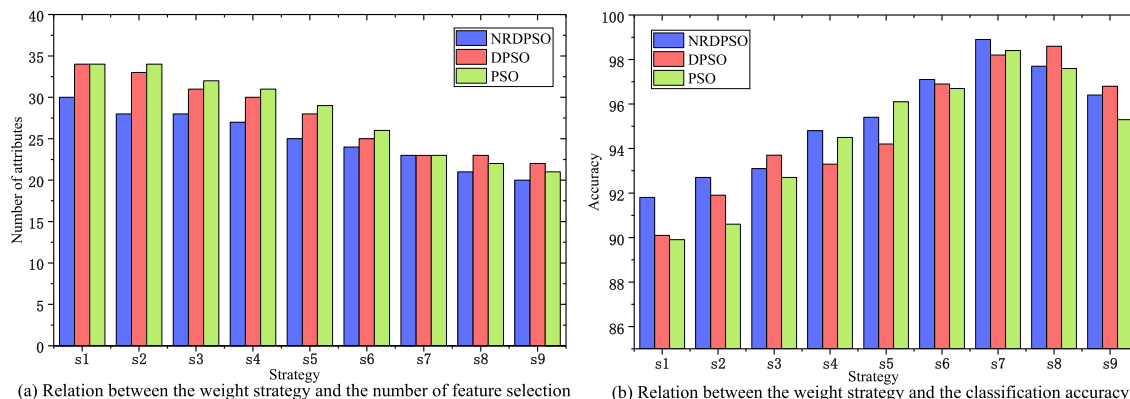 40
35
30
25
20
15
10
5
0
Number of attributes
NRDPSO
DPSO
PSO
s1 s2 s3 s4 s5 s6 s7 s8 s9
Strategy
(a) Relation between the weight strategy and the number of feature selection
100
98
96
94
92
90
88
86
Accuracy
NRDPSO
DPSO
PSO
s1 s2 s3 s4 s5 s6 s7 s8 s9
Strategy
(b) Relation between the weight strategy and the classification accuracy